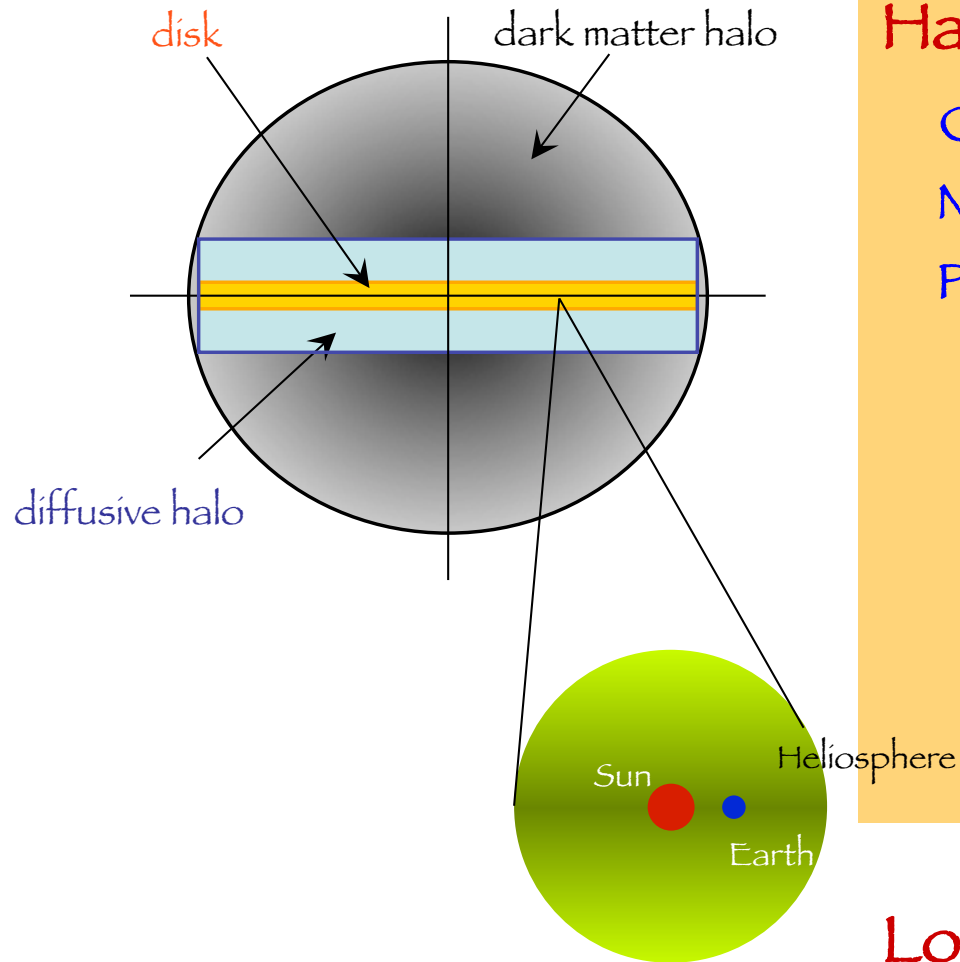 disk
dark matter halo
diffusive halo
Sun
Heliosphere
Earth